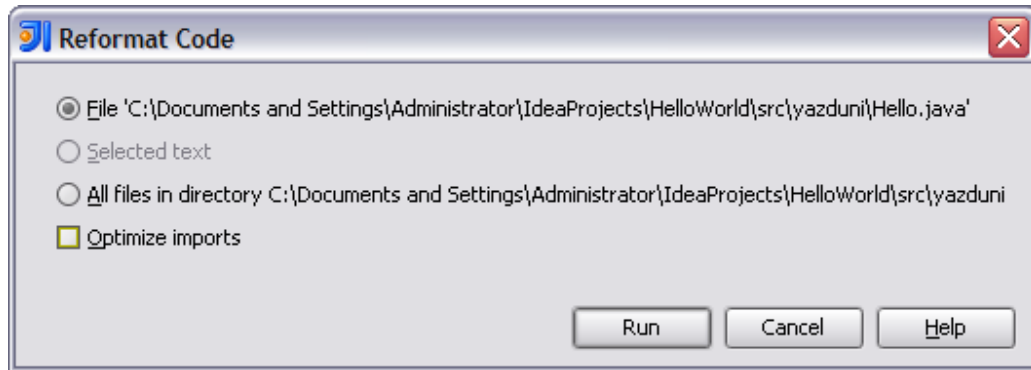 Reformat Code
File 'C:\Documents and Settings\Administrator\IdeaProjects\HelloWorld\src\yazduni\Hello.java'
Selected text
All files in directory C:\Documents and Settings\Administrator\IdeaProjects\HelloWorld\src\yazduni
Optimize imports
Run Cancel Help